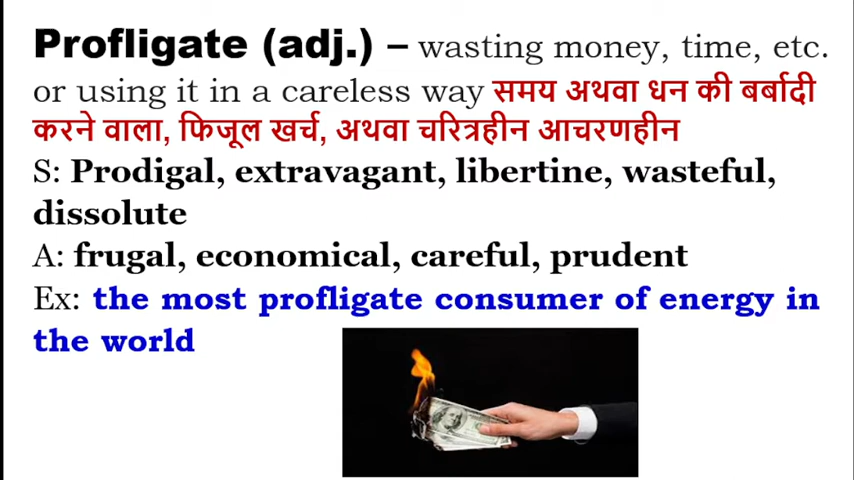 Profligate (adj.) – wasting money, time, etc.
or using it in a careless way समय अथवा धन की बर्बादी
करने वाला, फिजूल खर्च, अथवा चरित्रहीन आचरणहीन
S: Prodigal, extravagant, libertine, wasteful,
dissolute
A: frugal, economical, careful, prudent
Ex: the most profligate consumer of energy in
the world